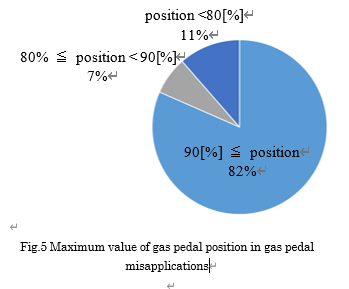 position <80[%]↵
11%↵
80% ≦ position <90[%]↵
7%↵
90[%] ≦ position
82%↵
↵
Fig.5 Maximum value of gas pedal position in gas pedal
misapplications↵
↵